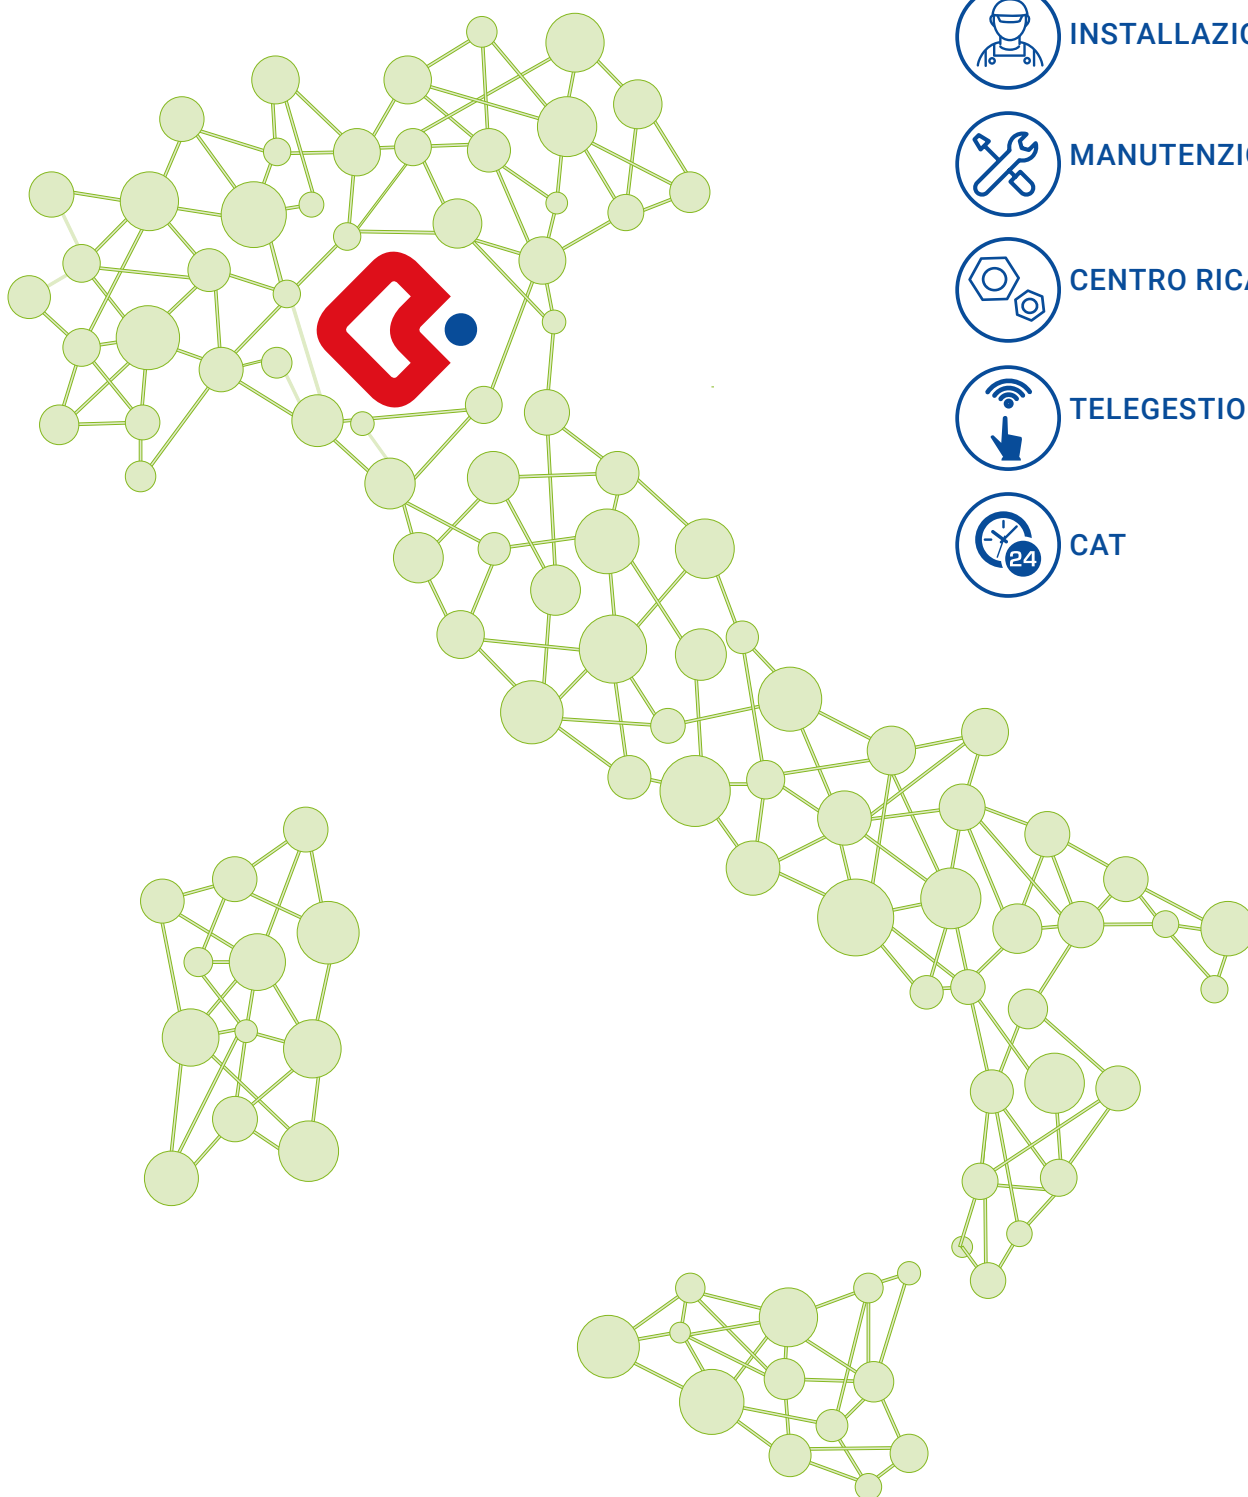 INSTALLAZIO
MANUTENZIO
CENTRO RICA
TELEGESTIO
CAT
24